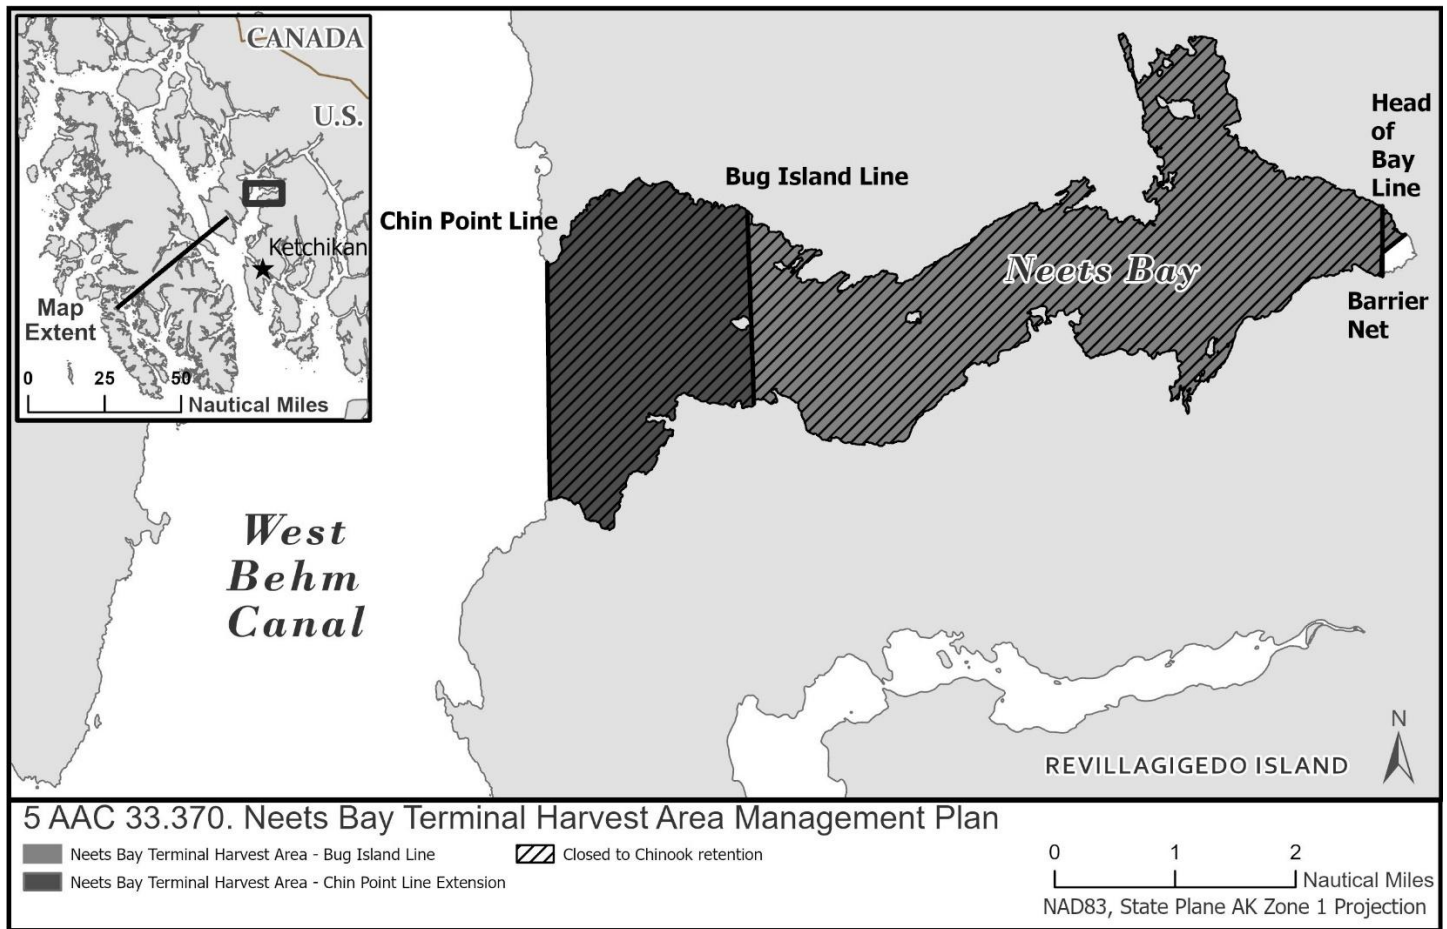 CANADA
U.S.
Ketchikan
Map
Extent
0 25 50
Nautical Miles
Chin Point Line
Bug Island Line
Head
of
Bay
Line
Neets Bay
Barrier
Net
West
Behm
Canal
N
REVILLAGIGEDO ISLAND
5 AAC 33.370. Neets Bay Terminal Harvest Area Management Plan
Neets Bay Terminal Harvest Area - Bug Island Line
Closed to Chinook retention
Neets Bay Terminal Harvest Area - Chin Point Line Extension
0 1 2
Nautical Miles
NAD83, State Plane AK Zone 1 Projection